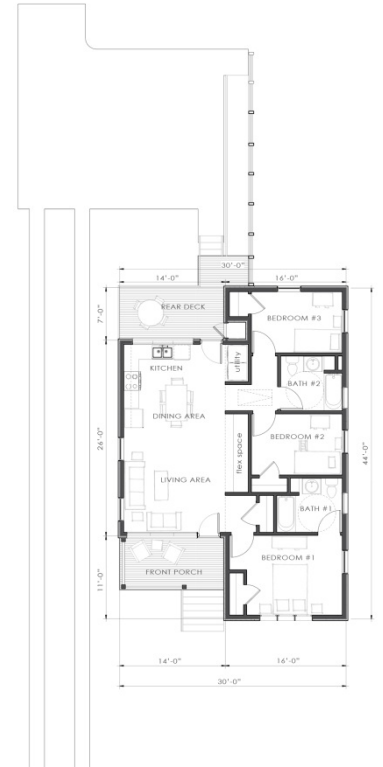 30'-0"
14'-0"
16'-0"
7'-0"
REAR DECK
BEDROOM #3
utility
KITCHEN
BATH #2
DINING AREA
26'-0"
BEDROOM #2
flex space
44'-0"
LIVING AREA
BATH #1
BEDROOM #1
FRONT PORCH
11'-0"
14'-0"
16'-0"
30'-0"